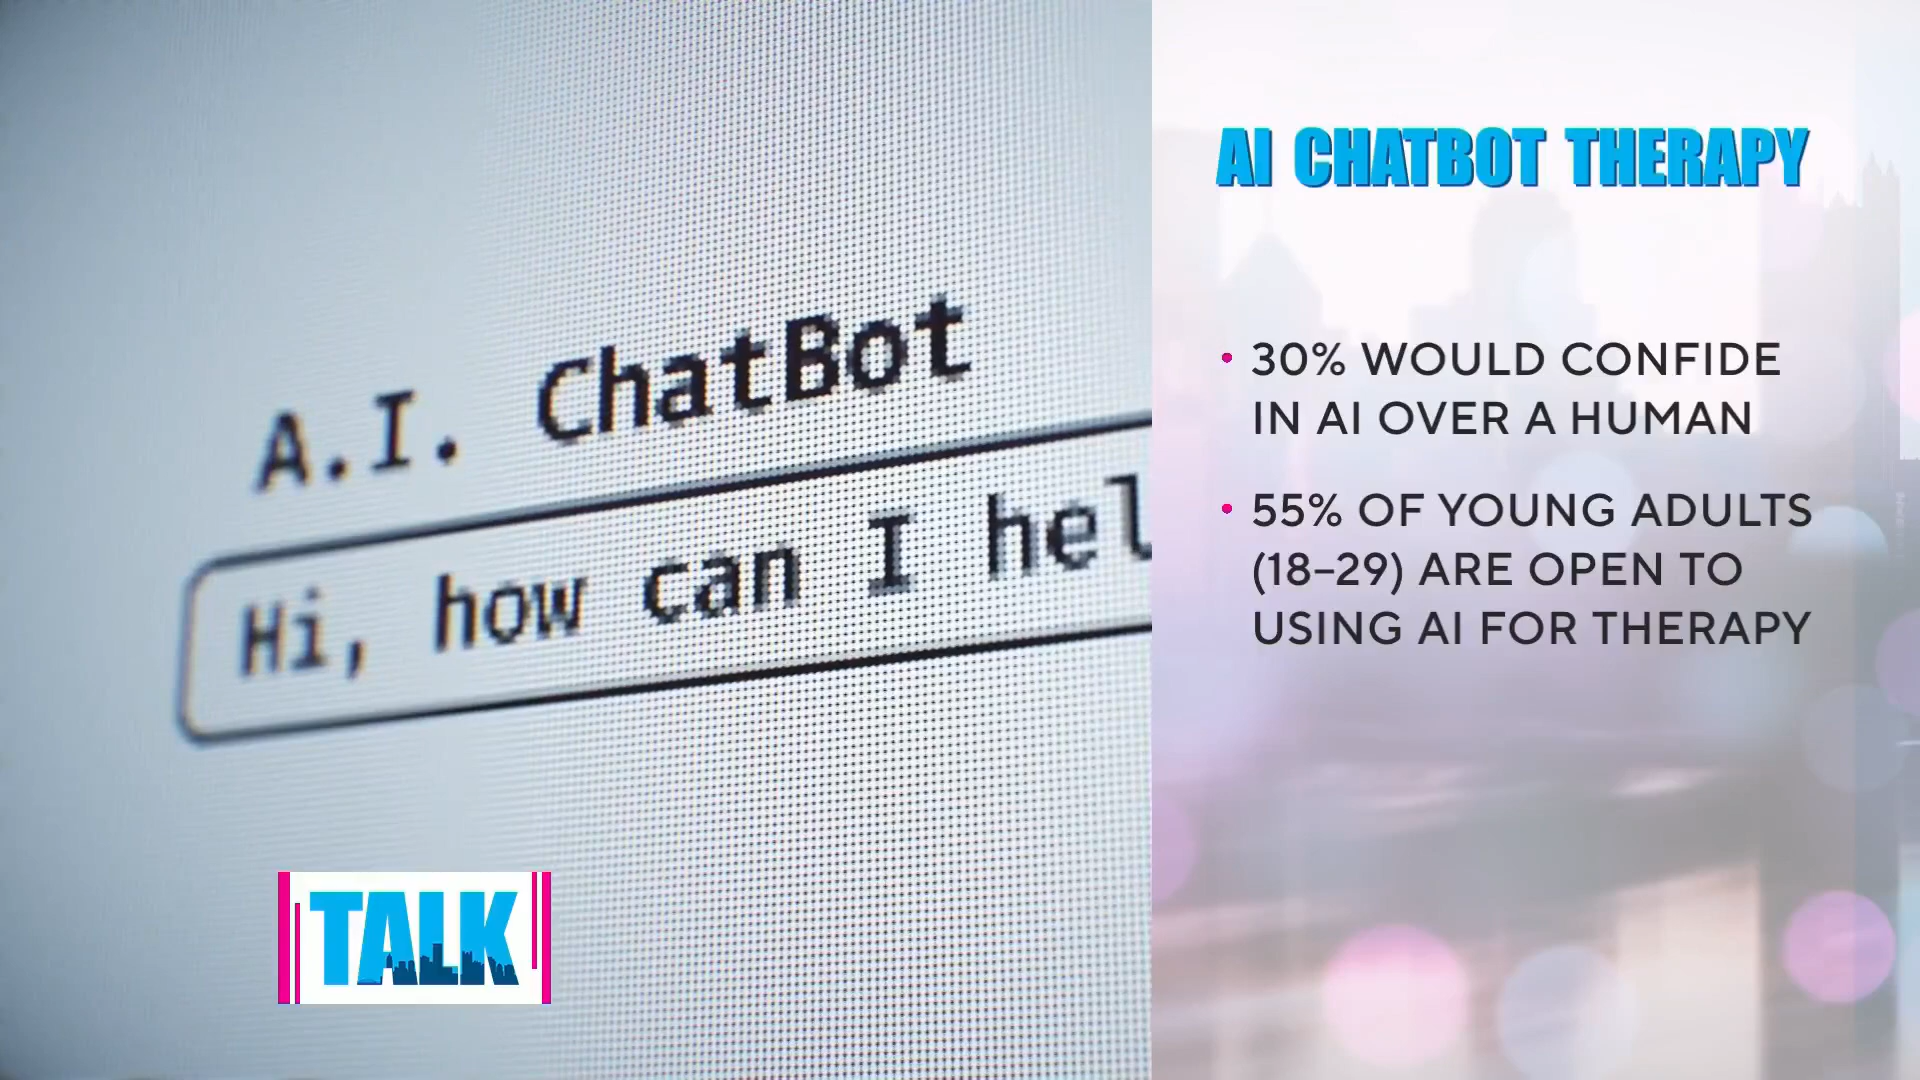 A.I. ChatBot
Hi, how can I hel
TALK
AI CHATBOT THERAPY
• 30% WOULD CONFIDE
IN AI OVER A HUMAN
• 55% OF YOUNG ADULTS
(18–29) ARE OPEN TO
USING AI FOR THERAPY